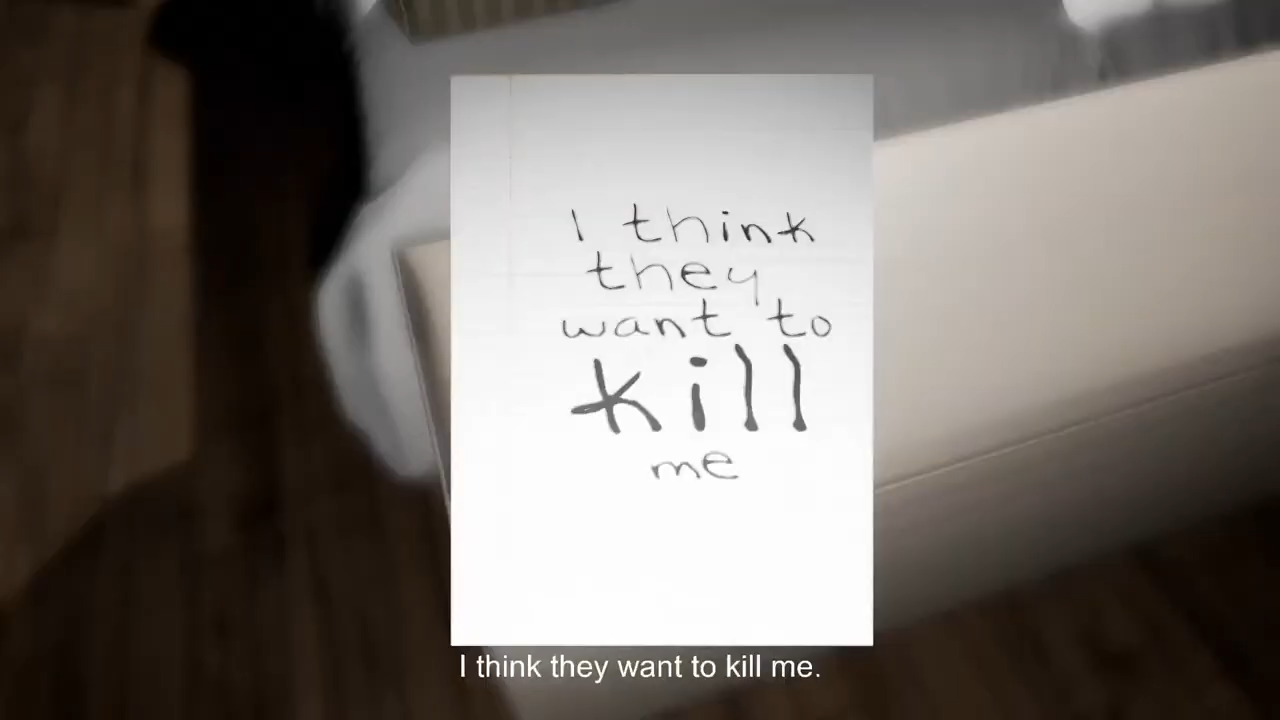 I think
they
want to
kill
me
I think they want to kill me.